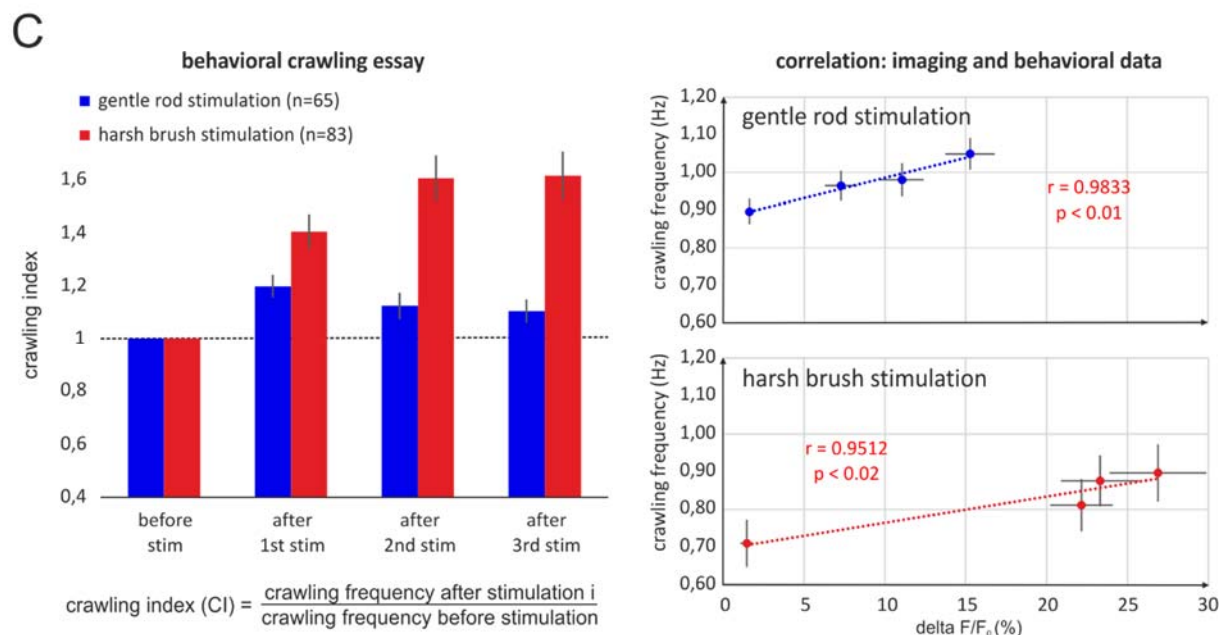 C
behavioral crawling essay
gentle rod stimulation (n=65)
harsh brush stimulation (n=83)
crawling index
1,6
1,4
1,2
1
0,8
0,6
0,4
before
stim
after
1st stim
after
2nd stim
after
3rd stim
crawling index (CI) = crawling frequency after stimulation i
crawling frequency before stimulation
correlation: imaging and behavioral data
gentle rod stimulation
crawling frequency (Hz)
1,20
1,10
1,00
0,90
0,80
0,70
0,60
r = 0.9833
p < 0.01
harsh brush stimulation
crawling frequency (Hz)
1,20
1,10
1,00
0,90
0,80
0,70
0,60
r = 0.9512
p < 0.02
0 5 10 15 20 25 30
delta F/F₀(%)